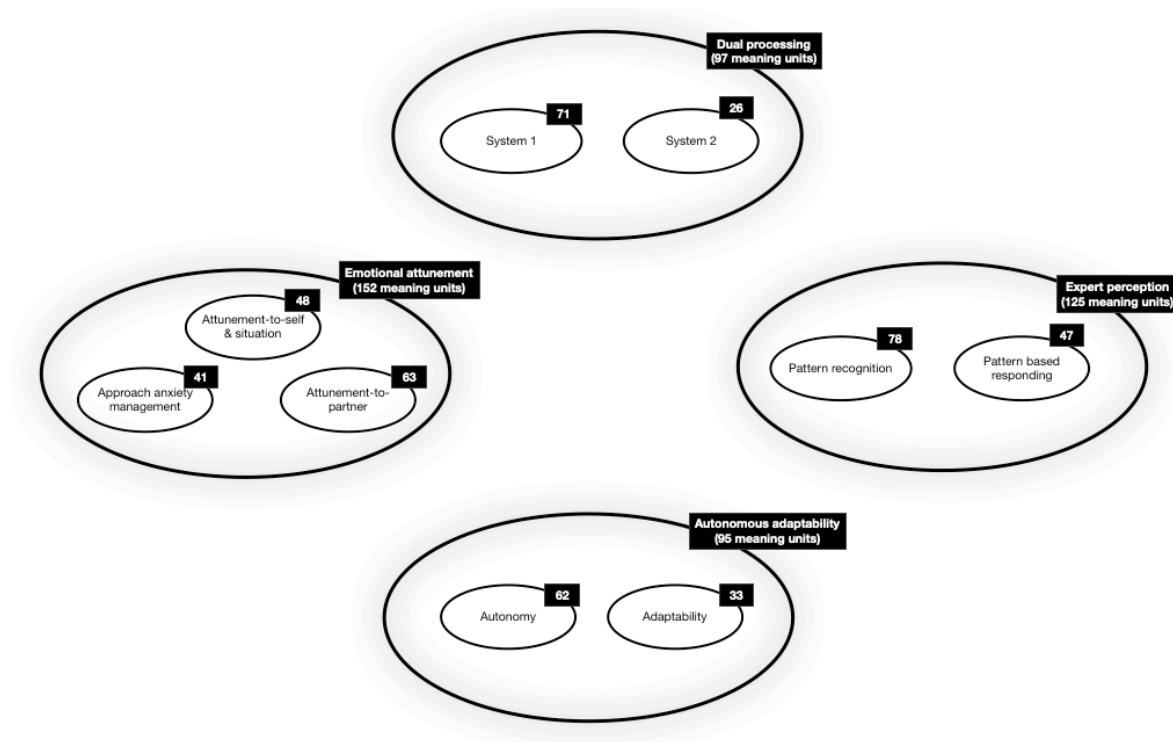 Dual processing
(97 meaning units)
71
System 1
26
System 2
Emotional attunement
(152 meaning units)
48
Attunement-to-self
& situation
41
Approach anxiety
management
63
Attunement-to-
partner
Expert perception
(125 meaning units)
78
Pattern recognition
47
Pattern based
responding
Autonomous adaptability
(95 meaning units)
62
Autonomy
33
Adaptability